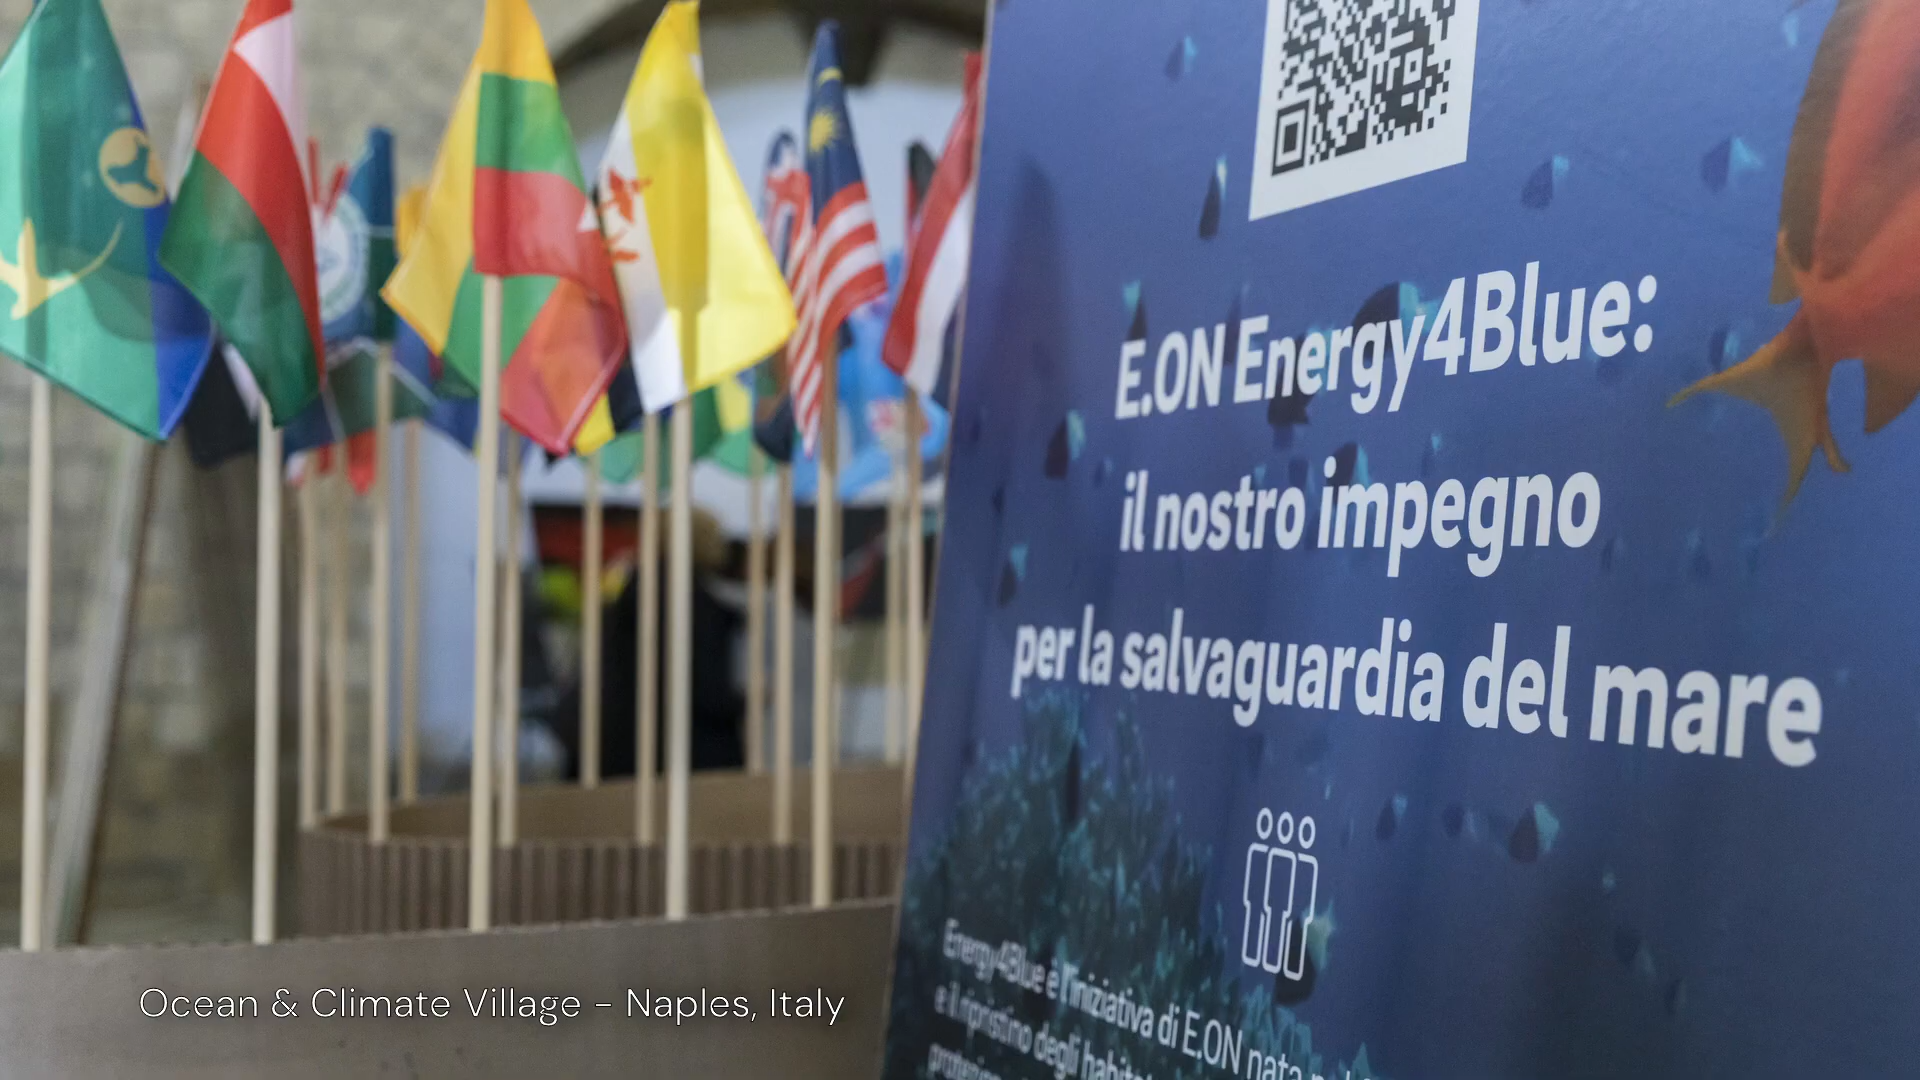 E.ON Energy4Blue:
il nostro impegno
per la salvaguardia del mare
Energy4Blue è l'iniziativa di E.ON nata
e il ripristino degli habitat
Ocean & Climate Village – Naples, Italy